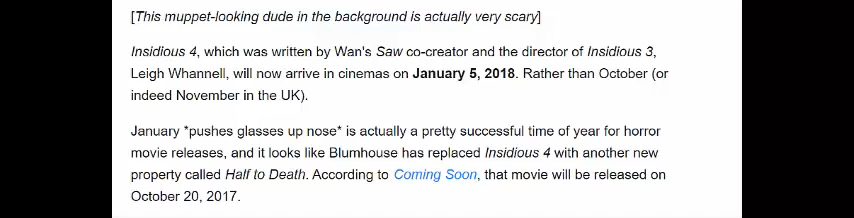 [This muppet-looking dude in the background is actually very scary]
Insidious 4, which was written by Wan's Saw co-creator and the director of Insidious 3,
Leigh Whannell, will now arrive in cinemas on January 5, 2018. Rather than October (or
indeed November in the UK).
January *pushes glasses up nose* is actually a pretty successful time of year for horror
movie releases, and it looks like Blumhouse has replaced Insidious 4 with another new
property called Half to Death. According to Coming Soon, that movie will be released on
October 20, 2017.